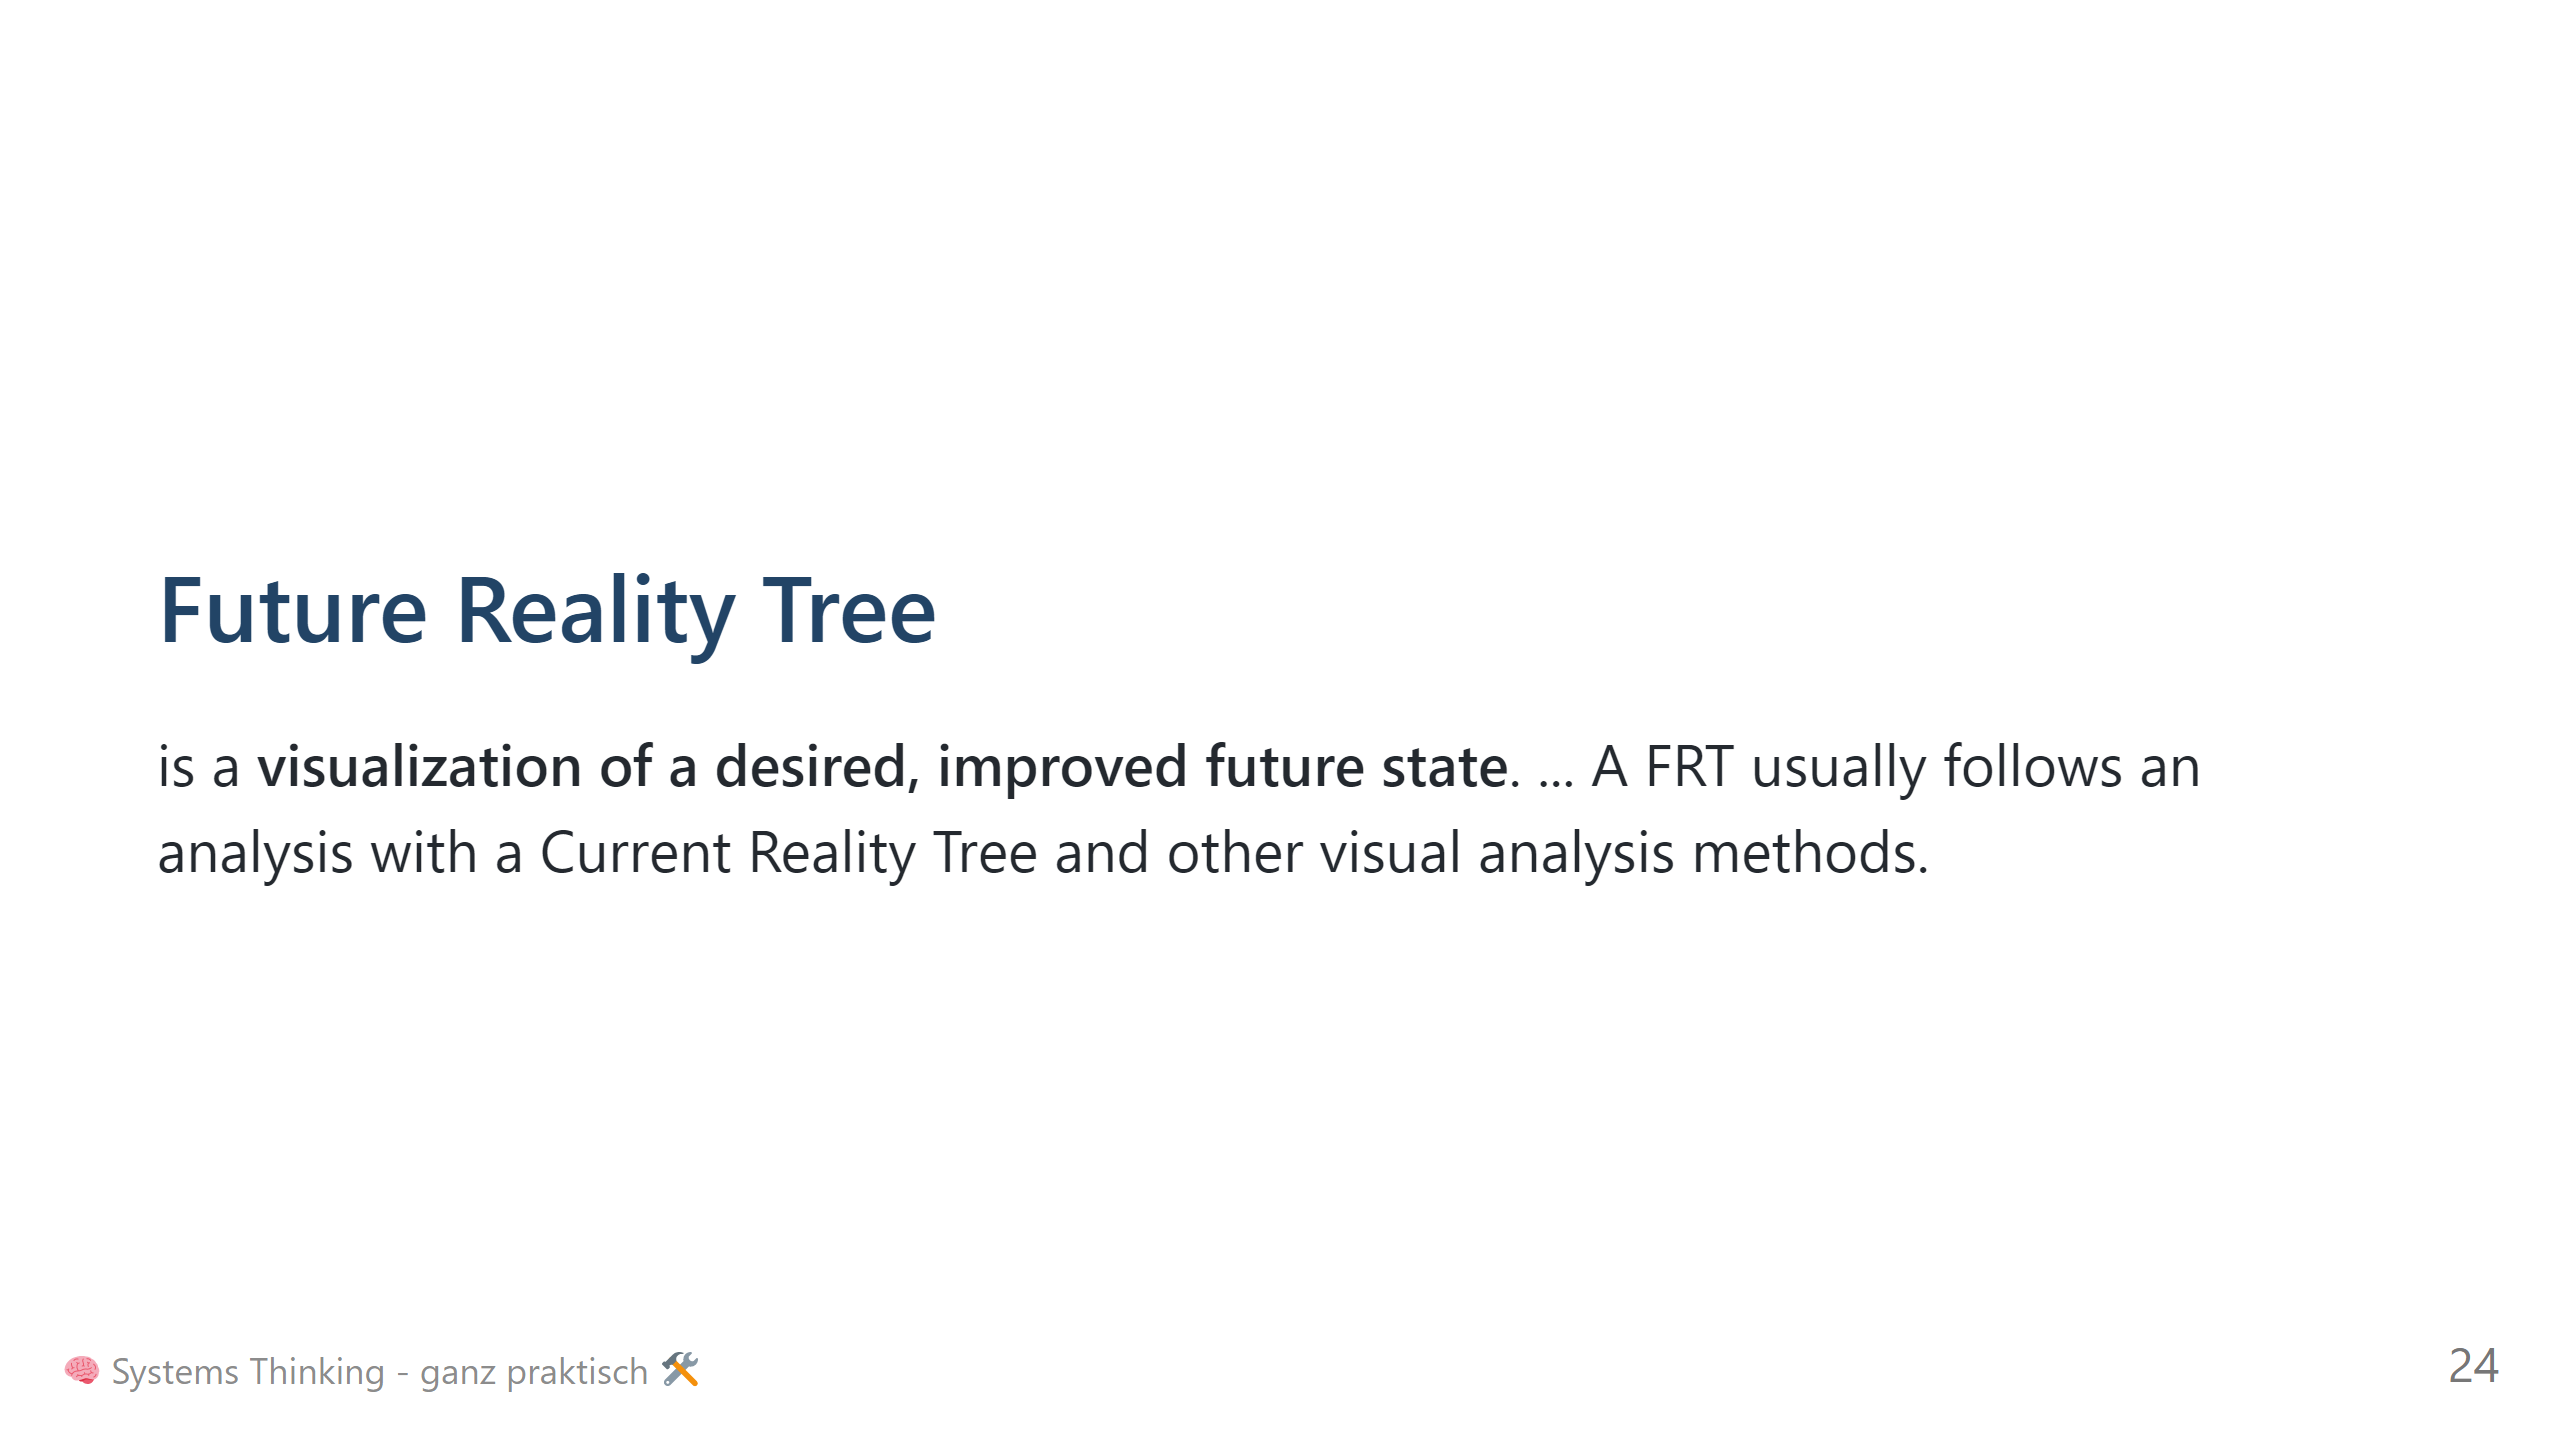 Future Reality Tree
is a visualization of a desired, improved future state. ... A FRT usually follows an
analysis with a Current Reality Tree and other visual analysis methods.
🧠 Systems Thinking - ganz praktisch 🛠️
24